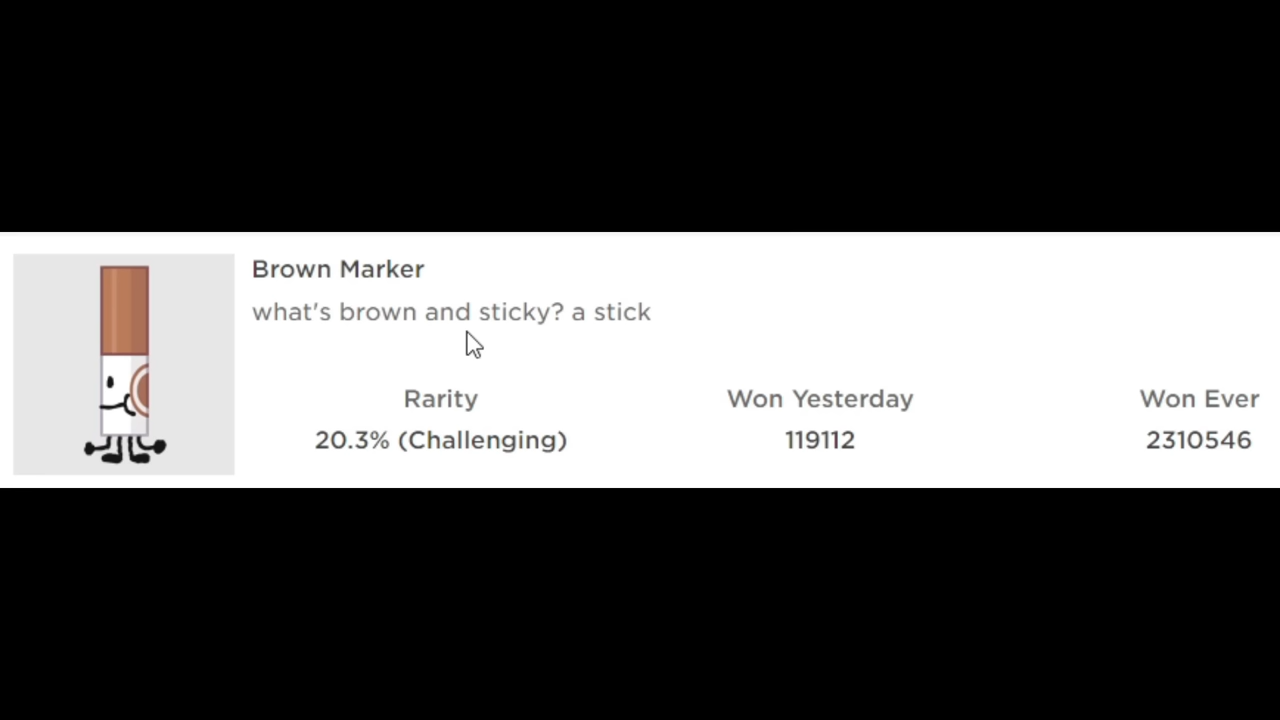 Brown Marker
what's brown and sticky? a stick
Rarity Won Yesterday Won Ever
20.3% (Challenging) 119112 2310546